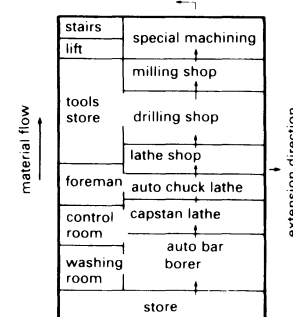 stairs
lift
special machining
milling shop
tools
store
drilling shop
lathe shop
foreman
auto chuck lathe
control
room
capstan lathe
washing
room
auto bar
borer
store
material flow
extension direction